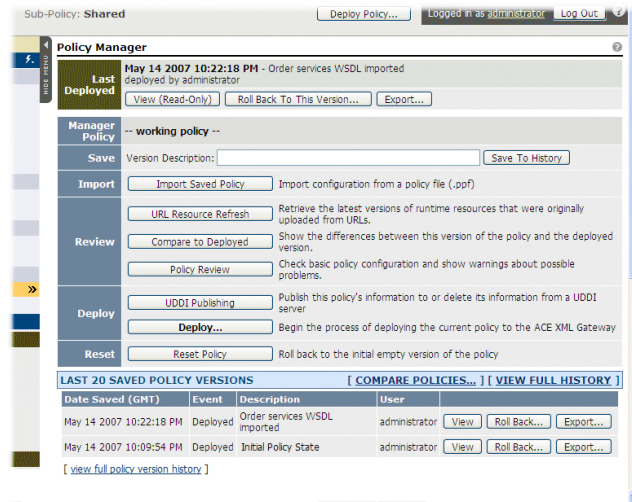 Sub-Policy: Shared
Deploy Policy...
Logged in as administrator
Log Out
?
HIDE MENU
Policy Manager
?
Last Deployed
May 14 2007 10:22:18 PM - Order services WSDL imported
deployed by administrator
View (Read-Only)
Roll Back To This Version...
Export...
Manager Policy
-- working policy --
Save
Version Description:
Save To History
Import
Import Saved Policy
Import configuration from a policy file (.ppf)
Review
URL Resource Refresh
Retrieve the latest versions of runtime resources that were originally
uploaded from URLs.
Compare to Deployed
Show the differences between this version of the policy and the deployed
version.
Policy Review
Check basic policy configuration and show warnings about possible
problems.
Deploy
UDDI Publishing
Publish this policy's information to or delete its information from a UDDI
server
Deploy...
Begin the process of deploying the current policy to the ACE XML Gateway
Reset
Reset Policy
Roll back to the initial empty version of the policy
LAST 20 SAVED POLICY VERSIONS
[ COMPARE POLICIES... ] [ VIEW FULL HISTORY ]
Date Saved (GMT) Event Description User
May 14 2007 10:22:18 PM Deployed Order services WSDL imported administrator View Roll Back... Export...
May 14 2007 10:09:54 PM Deployed Initial Policy State administrator View Roll Back... Export...
[ view full policy version history ]